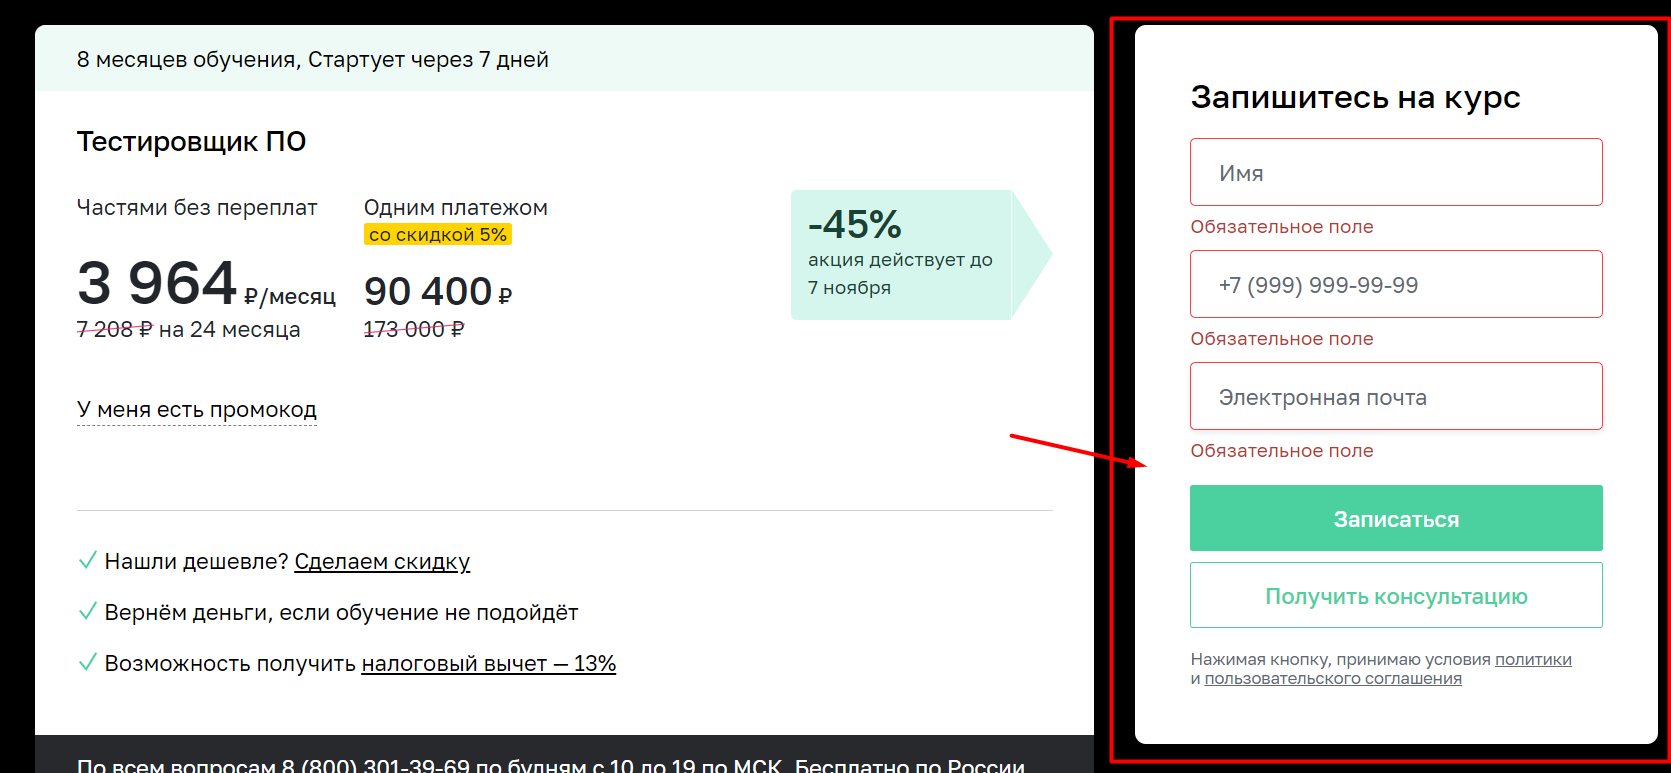 8 месяцев обучения, Стартует через 7 дней
Тестировщик ПО
Частями без переплат
3 964 ₽/месяц
7 208 ₽ на 24 месяца
Одним платежом
со скидкой 5%
90 400 ₽
173 000 ₽
-45%
акция действует до
7 ноября
У меня есть промокод
Нашли дешевле? Сделаем скидку
Вернём деньги, если обучение не подойдёт
Возможность получить налоговый вычет — 13%
По всем вопросам 8 (800) 301-39-69 по будням с 10 до 19 по МСК. Бесплатно по России
Запишитесь на курс
Имя
Обязательное поле
+7 (999) 999-99-99
Обязательное поле
Электронная почта
Обязательное поле
Записаться
Получить консультацию
Нажимая кнопку, принимаю условия политики
и пользовательского соглашения